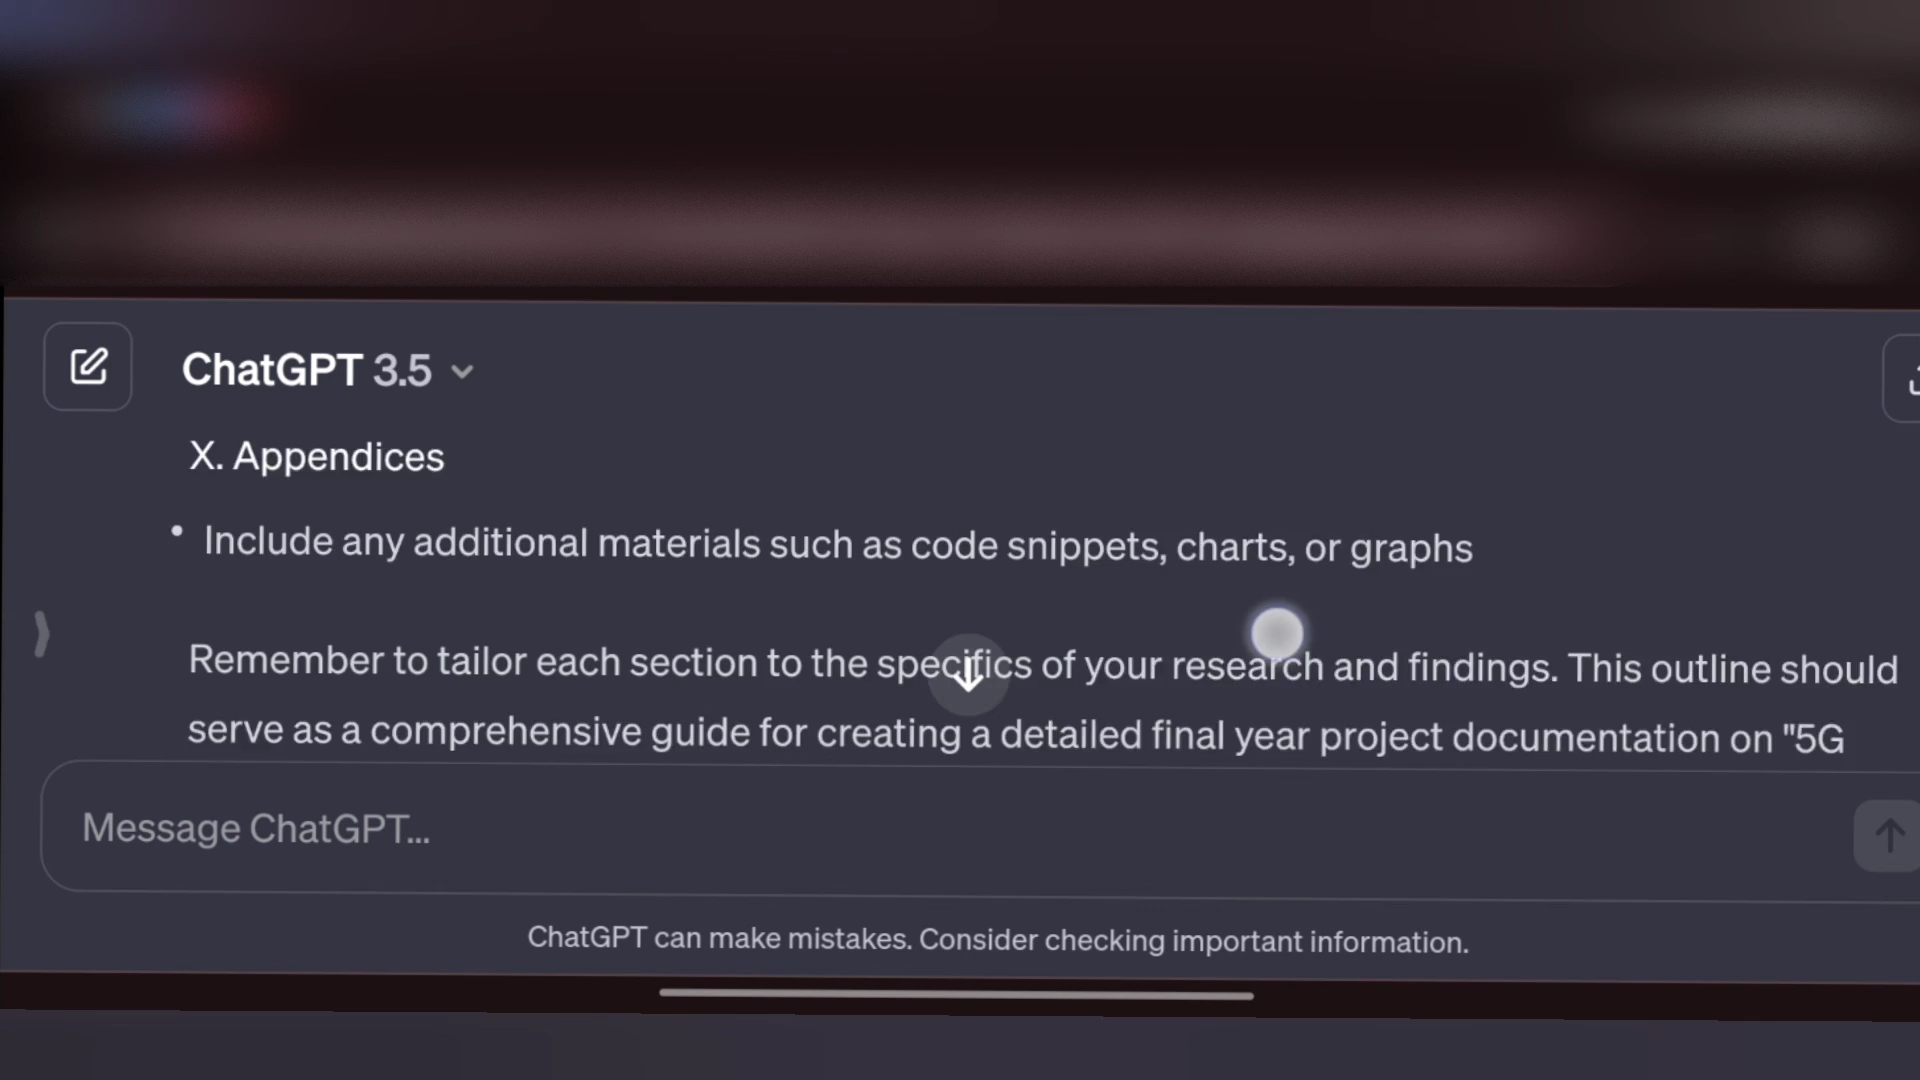 ChatGPT 3.5
X. Appendices
• Include any additional materials such as code snippets, charts, or graphs
Remember to tailor each section to the specifics of your research and findings. This outline should
serve as a comprehensive guide for creating a detailed final year project documentation on "5G
Message ChatGPT...
ChatGPT can make mistakes. Consider checking important information.